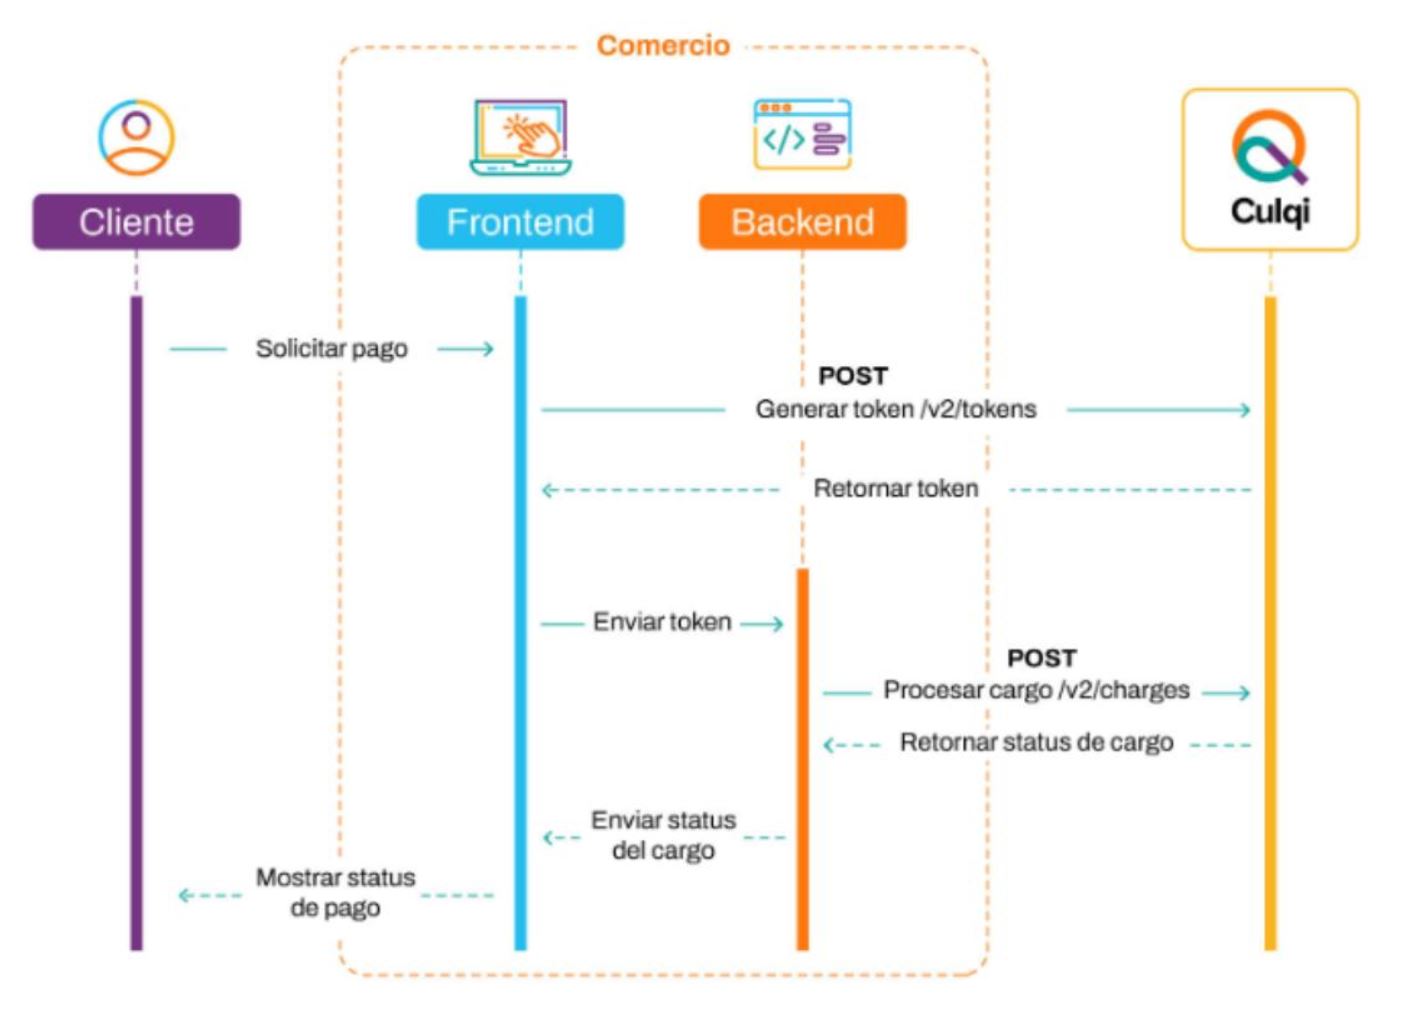 Comercio
Cliente
Frontend
</>
Backend
Culqi
Solicitar pago
POST
Generar token /v2/tokens
Retornar token
Enviar token
POST
Procesar cargo /v2/charges
Retornar status de cargo
Enviar status
del cargo
Mostrar status
de pago